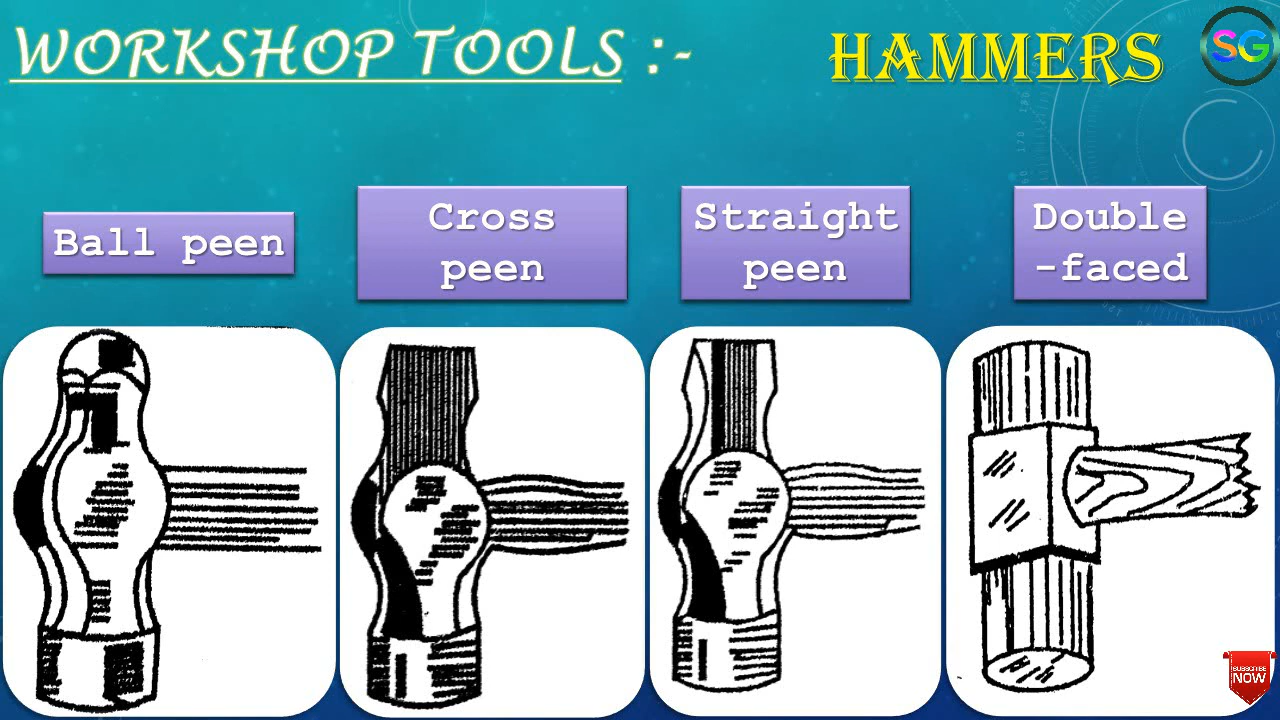 WORKSHOP TOOLS :-
HAMMERS
SG
Ball peen
Cross
peen
Straight
peen
Double
-faced
SUBSCRIBE
NOW